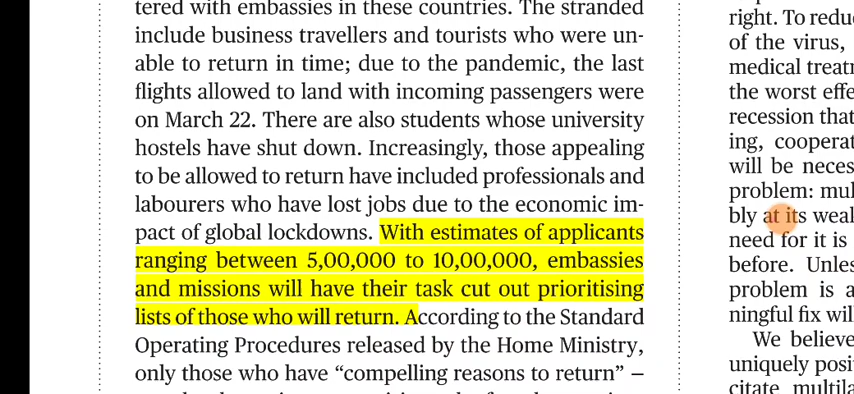 tered with embassies in these countries. The stranded
include business travellers and tourists who were un-
able to return in time; due to the pandemic, the last
flights allowed to land with incoming passengers were
on March 22. There are also students whose university
hostels have shut down. Increasingly, those appealing
to be allowed to return have included professionals and
labourers who have lost jobs due to the economic im-
pact of global lockdowns. With estimates of applicants
ranging between 5,00,000 to 10,00,000, embassies
and missions will have their task cut out prioritising
lists of those who will return. According to the Standard
Operating Procedures released by the Home Ministry,
only those who have “compelling reasons to return” –
right. To redu
of the virus,
medical treat
the worst effe
recession that
ing, cooperat
will be neces
problem: mul
bly at its weal
need for it is
before. Unles
problem is a
ningful fix wil
We believe
uniquely posi
citate multila